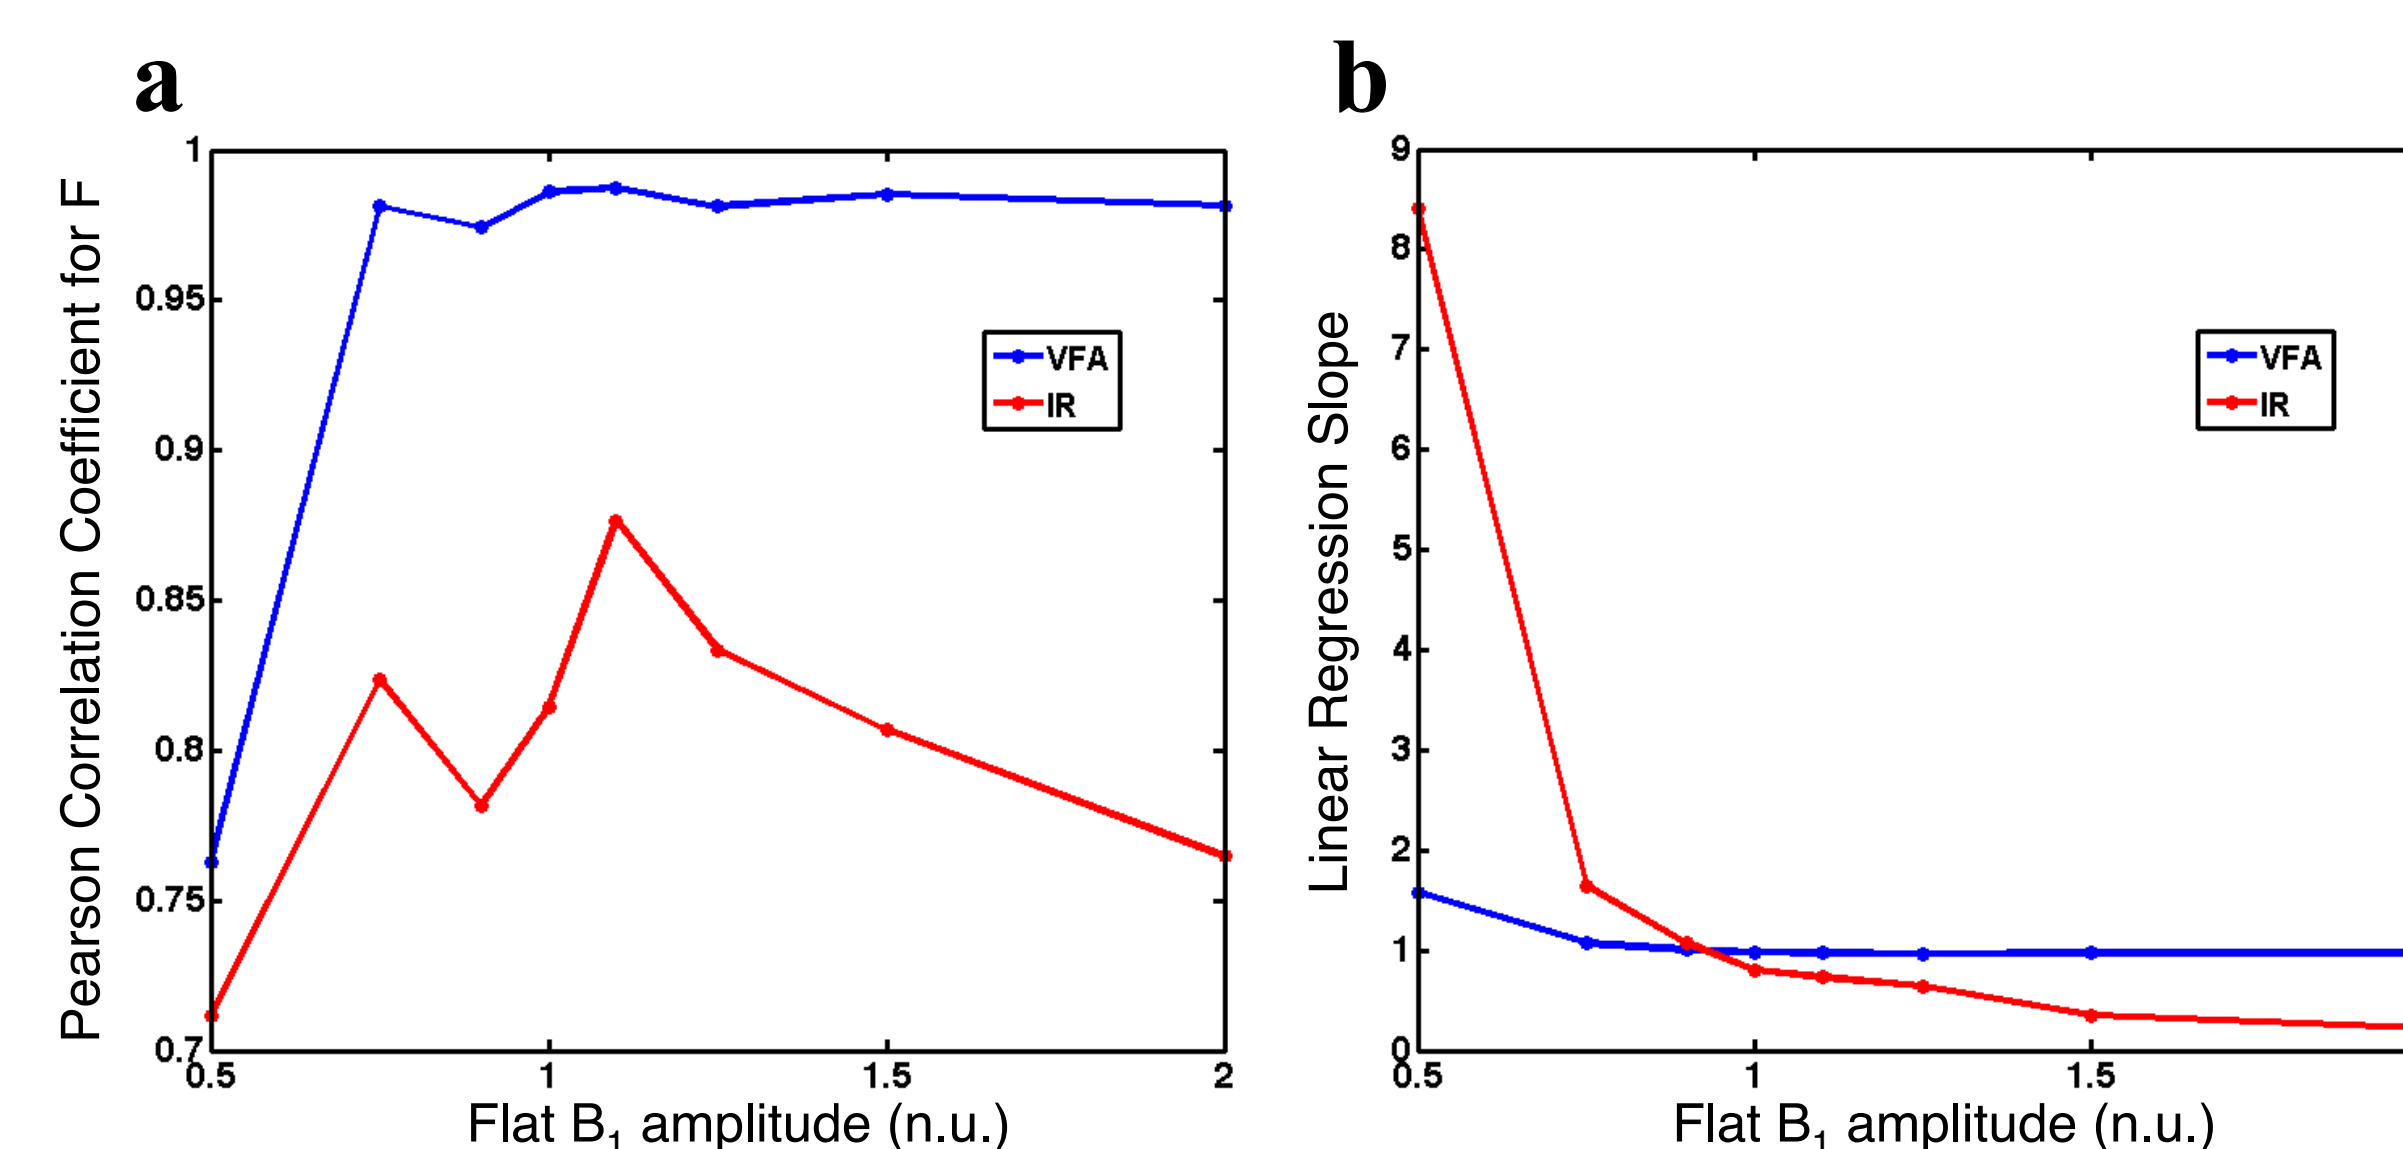 a
Pearson Correlation Coefficient for F
1
0.95
0.9
0.85
0.8
0.75
0.7
0.5
1
1.5
2
VFA
IR
Flat B₁ amplitude (n.u.)
b
Linear Regression Slope
9
8
7
6
5
4
3
2
1
0
0.5
1
1.5
VFA
IR
Flat B₁ amplitude (n.u.)